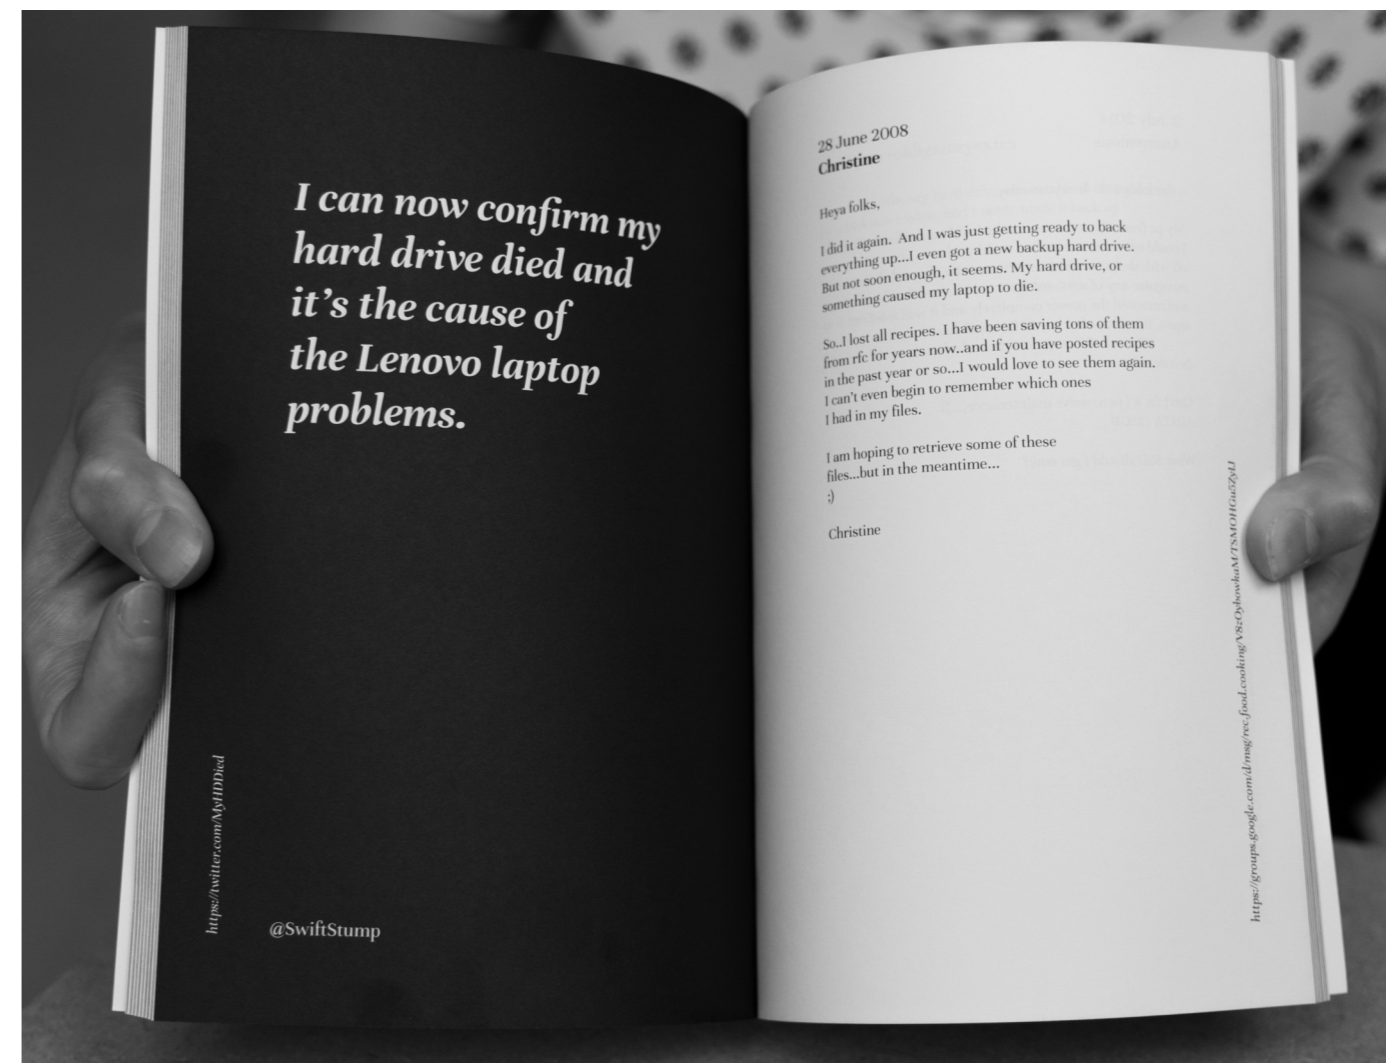 I can now confirm my
hard drive died and
it's the cause of
the Lenovo laptop
problems.
https://twitter.com/MyHDDied
@SwiftStump
28 June 2008
Christine
Heya folks,
I did it again. And I was just getting ready to back
everything up...I even got a new backup hard drive.
But not soon enough, it seems. My hard drive, or
something caused my laptop to die.
So..I lost all recipes. I have been saving tons of them
from rfc for years now..and if you have posted recipes
in the past year or so...I would love to see them again.
I can't even begin to remember which ones
I had in my files.
I am hoping to retrieve some of these
files...but in the meantime...
;)
Christine